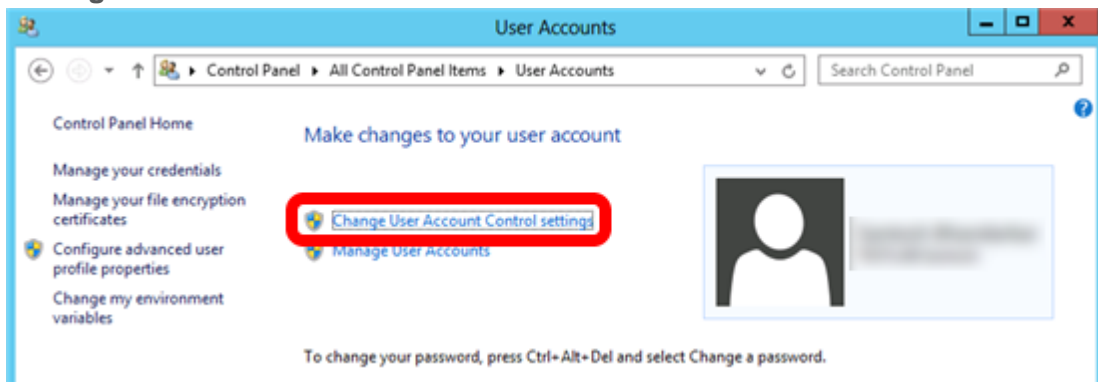 User Accounts
Control Panel ▸ All Control Panel Items ▸ User Accounts
Search Control Panel
Control Panel Home
Make changes to your user account
Manage your credentials
Manage your file encryption
certificates
Change User Account Control settings
Configure advanced user
profile properties
Manage User Accounts
Change my environment
variables
To change your password, press Ctrl+Alt+Del and select Change a password.